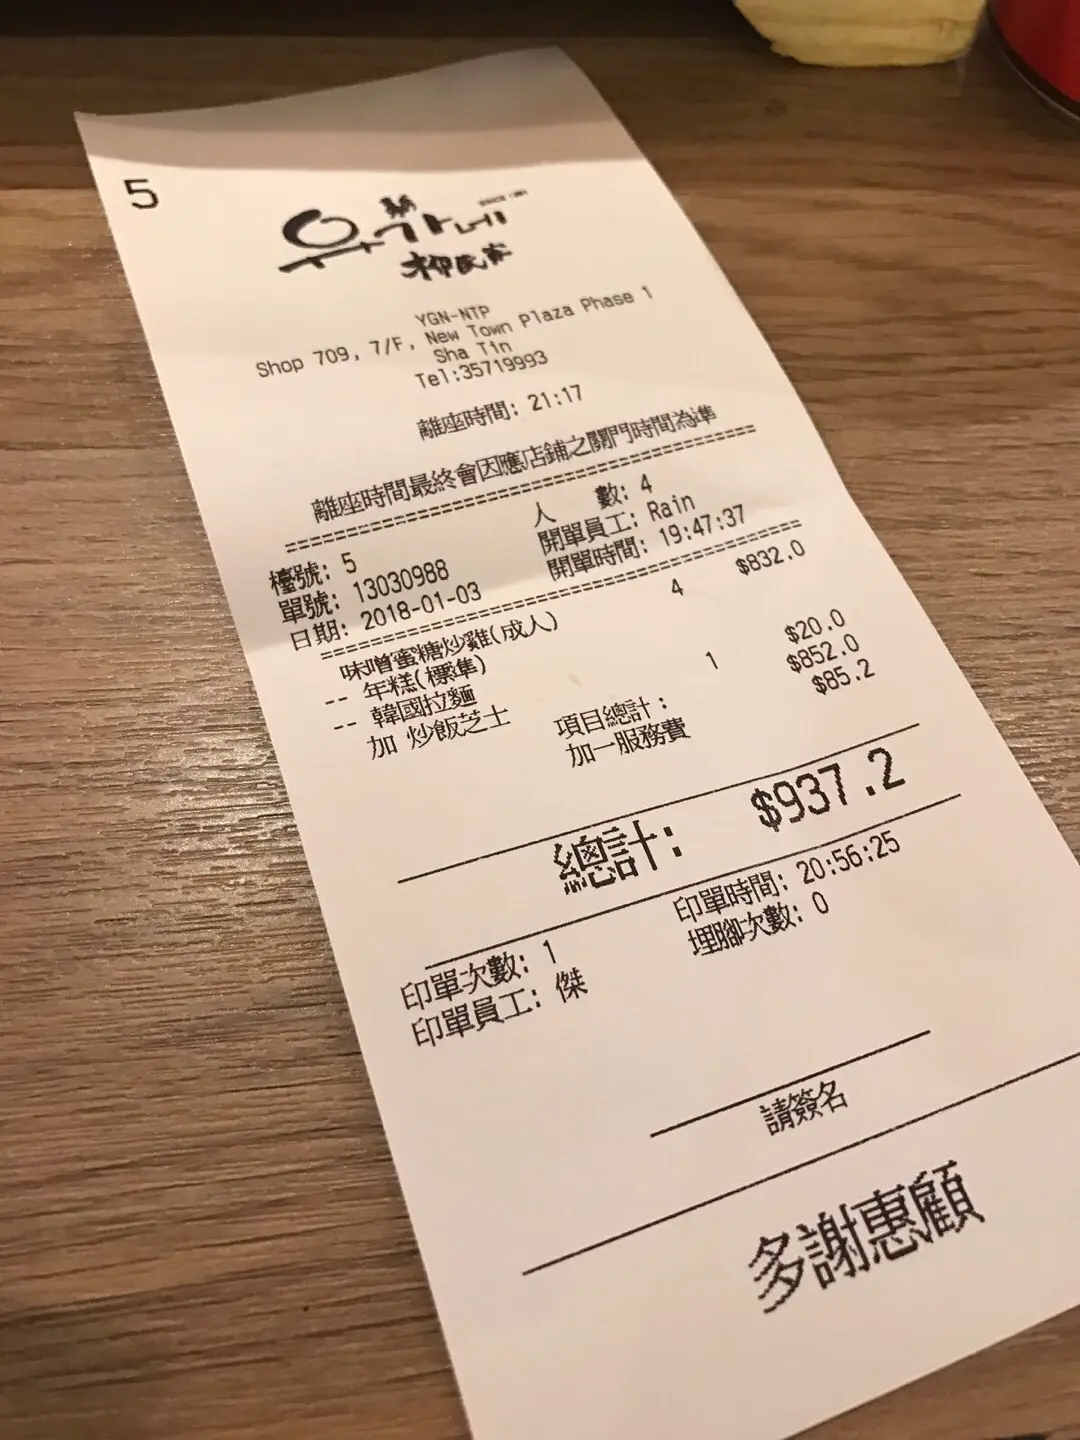 5
유가네
柳氏家
YGN-NTP
Shop 709, 7/F, New Town Plaza Phase 1
Sha Tin
Tel:35719993
離座時間: 21:17
離座時間最終會因應店鋪之關門時間為準
人 數: 4
檯號: 5 開單員工: Rain
單號: 13030988 開單時間: 19:47:37
日期: 2018-01-03
味噌蜜糖炒雞(成人) 4 $832.0
-- 年糕(標準)
-- 韓國拉麵
加 炒飯芝士 1 $20.0
項目總計: $852.0
加一服務費 $85.2
總計: $937.2
印單時間: 20:56:25
印單次數: 1 埋腳次數: 0
印單員工: 傑
請簽名
多謝惠顧